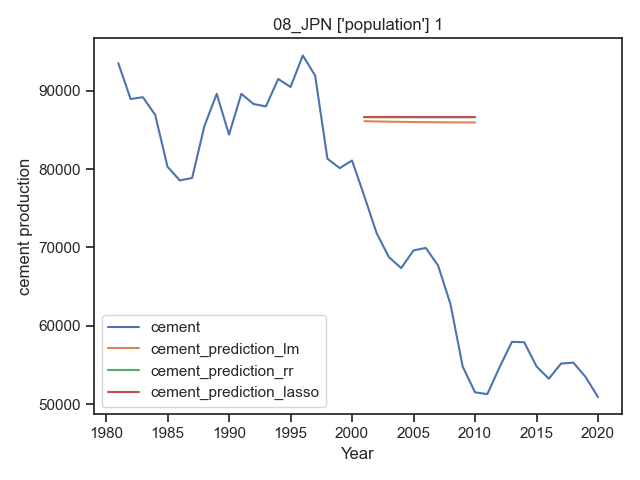 08_JPN ['population'] 1
cement production
90000
80000
70000
60000
50000
cement
cement_prediction_lm
cement_prediction_rr
cement_prediction_lasso
1980 1985 1990 1995 2000 2005 2010 2015 2020
Year